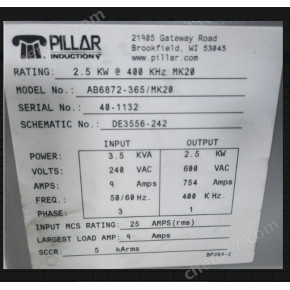 PILLAR
INDUCTION
21905 Gateway Road
Brookfield, WI 53045
www.pillar.com
RATING: 2.5 KW @ 400 KHz MK20
MODEL No.: AB6872-365/MK20
SERIAL No.: 40-1132
SCHEMATIC No.: DE3556-242
INPUT OUTPUT
POWER: 3.5 KVA 2.5 KW
VOLTS: 240 VAC 600 VAC
AMPS: 9 Amps 754 Amps
FREQ.: 50/60 Hz. 400 K Hz.
PHASE: 3 1
INPUT MCS RATING: 25 AMPS(rms)
LARGEST LOAD AMP: 9 Amps
SCCR: 5 kArms